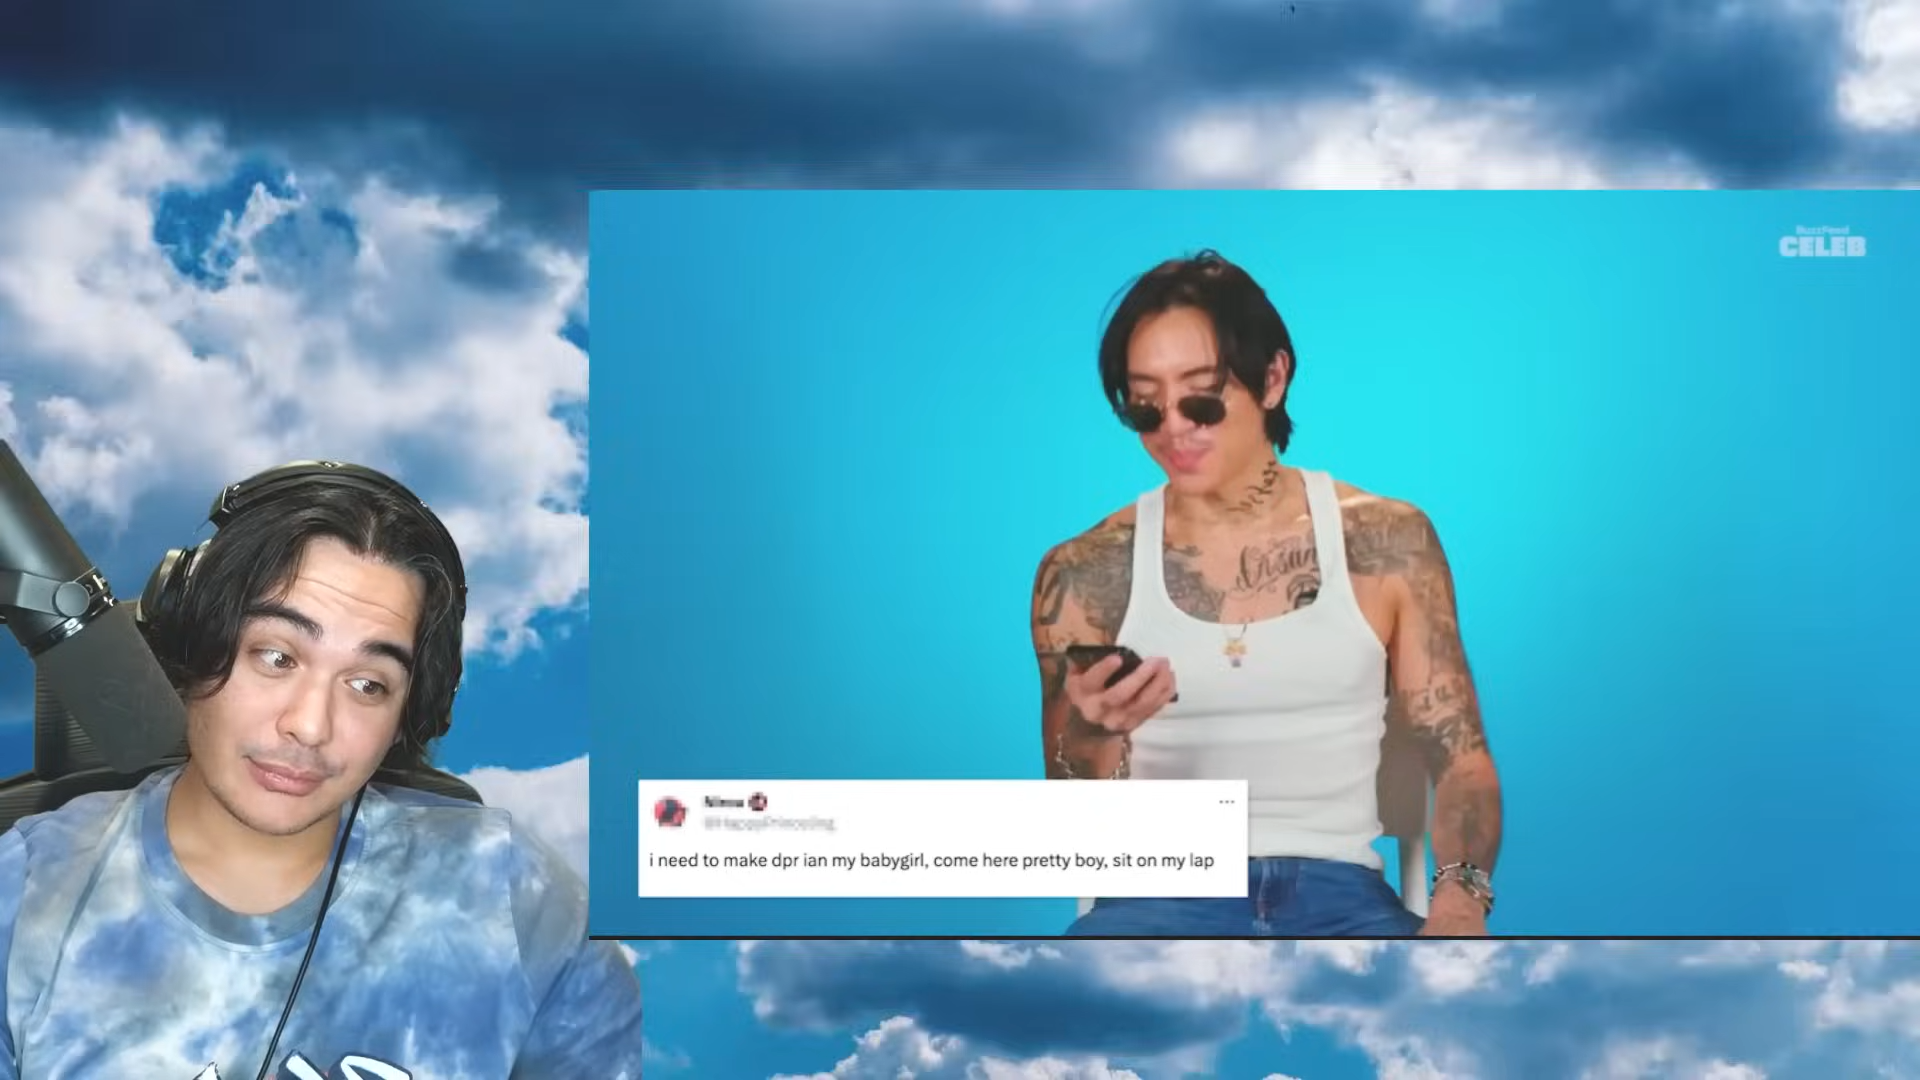 BuzzFeed
CELEB
i need to make dpr ian my babygirl, come here pretty boy, sit on my lap